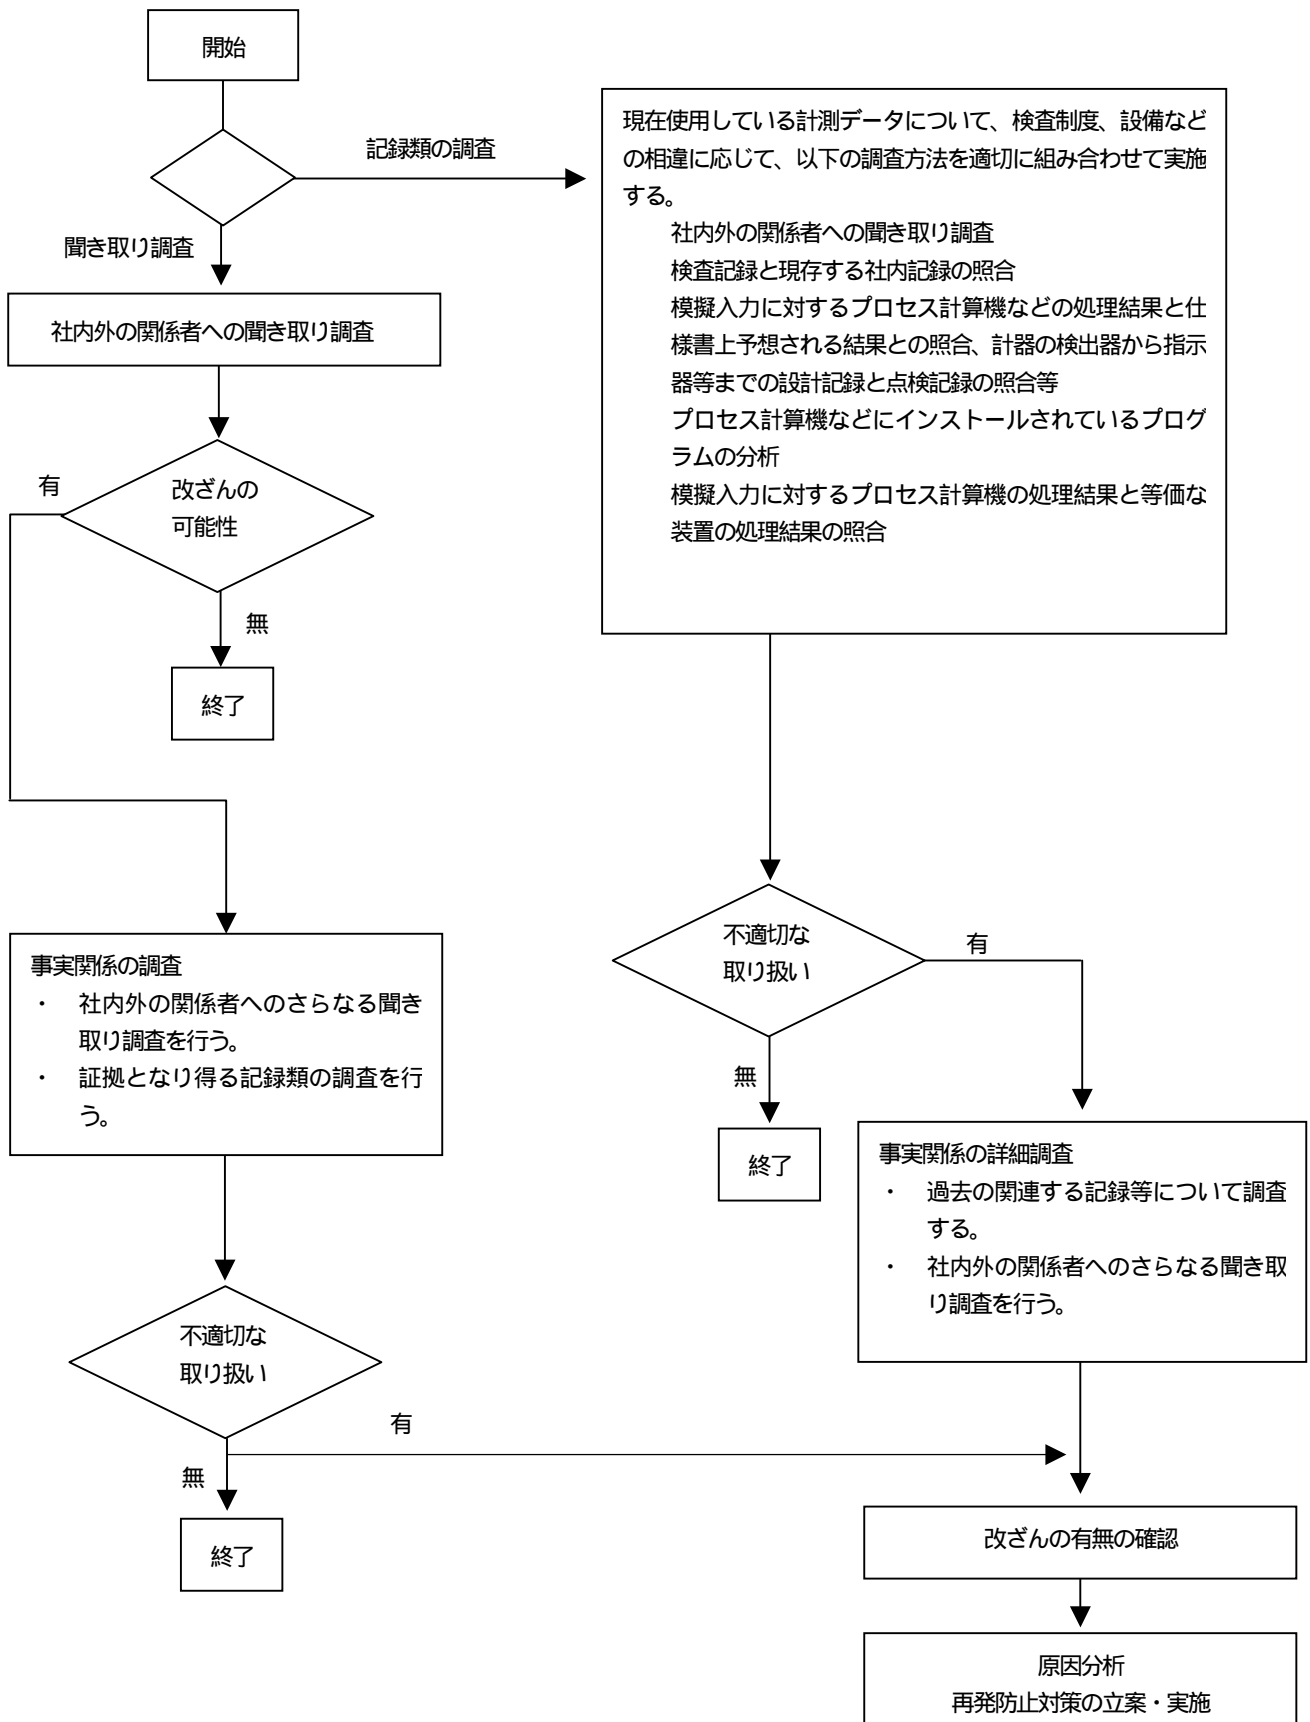 開始
記録類の調査
聞き取り調査
社内外の関係者への聞き取り調査
有
改ざんの
可能性
無
終了
現在使用している計測データについて、検査制度、設備など
の相違に応じて、以下の調査方法を適切に組み合わせて実施
する。
社内外の関係者への聞き取り調査
検査記録と現存する社内記録の照合
模擬入力に対するプロセス計算機などの処理結果と仕
様書上予想される結果との照合、計器の検出器から指示
器等までの設計記録と点検記録の照合等
プロセス計算機などにインストールされているプログ
ラムの分析
模擬入力に対するプロセス計算機の処理結果と等価な
装置の処理結果の照合
事実関係の調査
・ 社内外の関係者へのさらなる聞き
取り調査を行う。
・ 証拠となり得る記録類の調査を行
う。
不適切な
取り扱い
有
無
終了
不適切な
取り扱い
有
無
終了
事実関係の詳細調査
・ 過去の関連する記録等について調査
する。
・ 社内外の関係者へのさらなる聞き取
り調査を行う。
改ざんの有無の確認
原因分析
再発防止対策の立案・実施